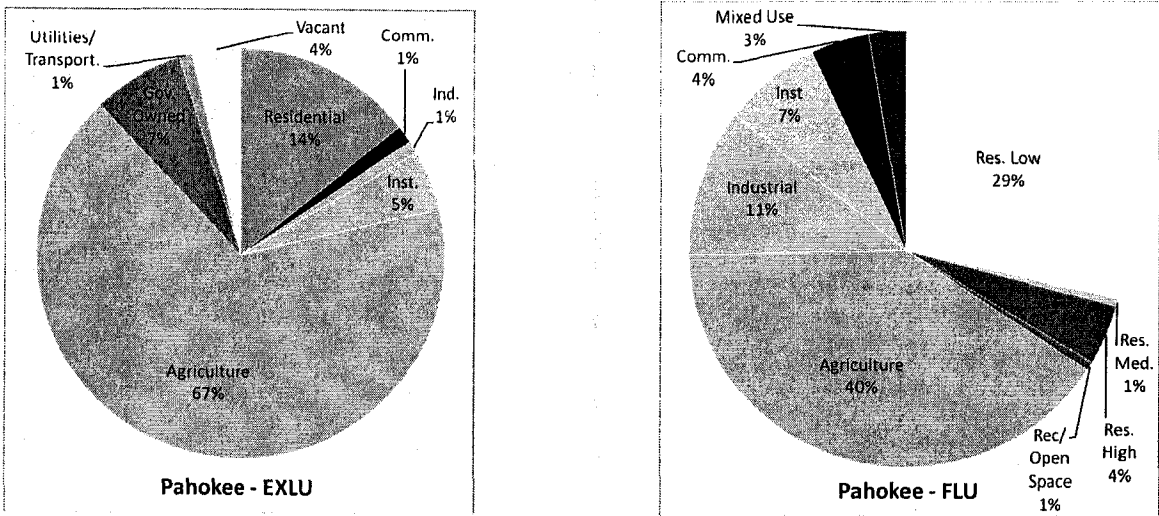 Utilities/
Transport.
1%
Vacant
4%
Comm.
1%
Ind.
1%
Gov.
Owned
7%
Residential
14%
Inst.
5%
Agriculture
67%
Pahokee - EXLU
Mixed Use
3%
Comm.
4%
Inst
7%
Industrial
11%
Res. Low
29%
Agriculture
40%
Res.
Med.
1%
Res.
High
4%
Rec/
Open
Space
1%
Pahokee - FLU